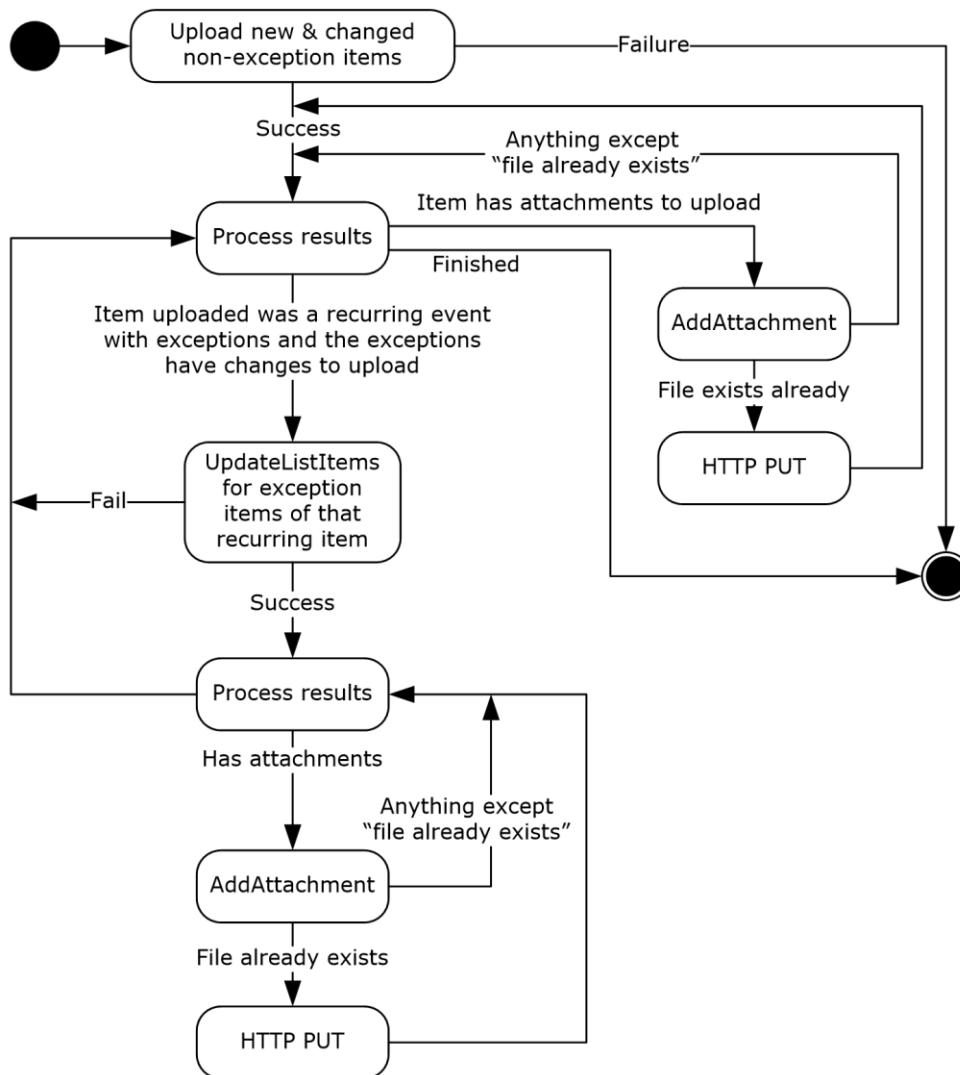 Upload new & changed
non-exception items
Failure
Success
Anything except
“file already exists”
Item has attachments to upload
Process results
Finished
Item uploaded was a recurring event
with exceptions and the exceptions
have changes to upload
AddAttachment
File exists already
HTTP PUT
UpdateListItems
for exception
items of that
recurring item
Fail
Success
Process results
Has attachments
Anything except
“file already exists”
AddAttachment
File already exists
HTTP PUT